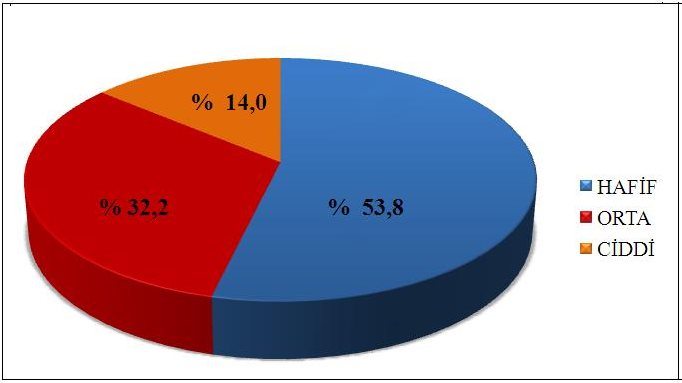 % 14,0
% 32,2
% 53,8
HAFİF
ORTA
CİDDİ